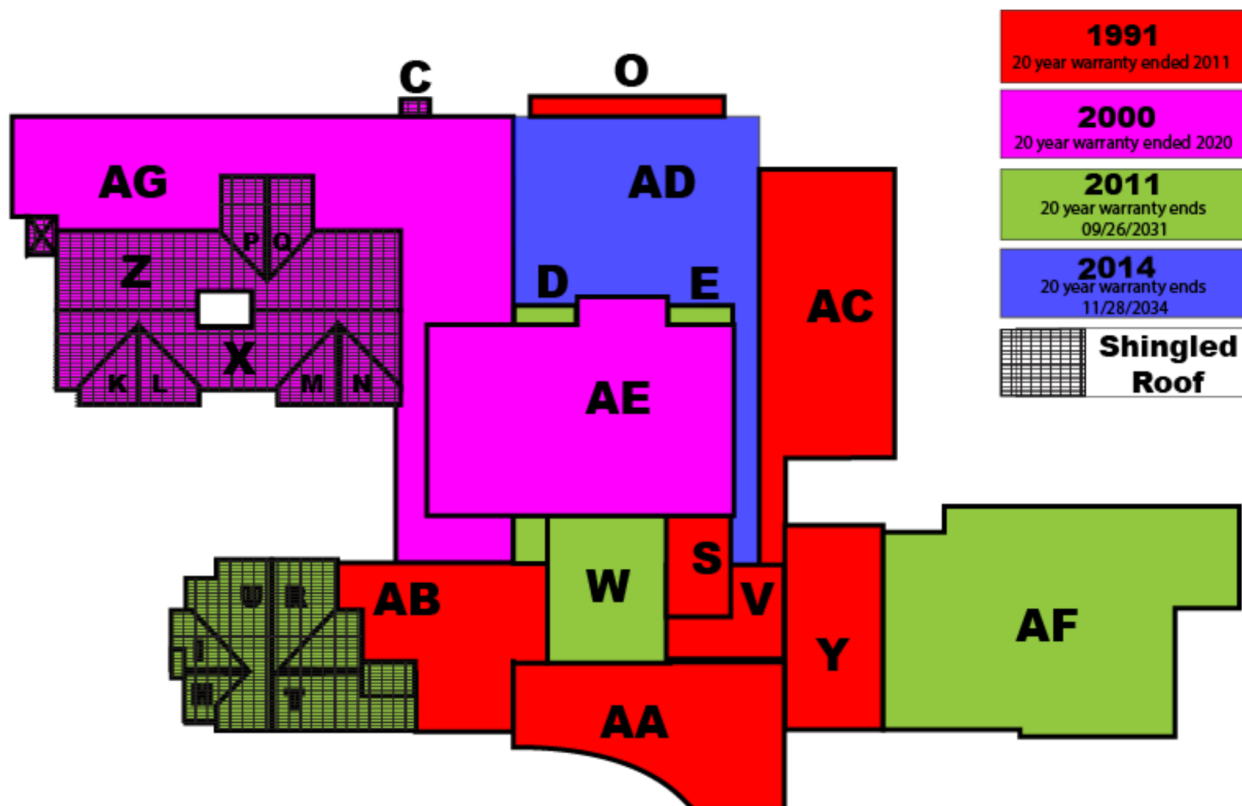 1991
20 year warranty ended 2011
2000
20 year warranty ended 2020
2011
20 year warranty ends
09/26/2031
2014
20 year warranty ends
11/28/2034
Shingled
Roof
C
O
AG
AD
P Q
Z
D
E
AC
X
K L
M N
AE
S
W
U R
AB
V
I
H
T
Y
AF
AA